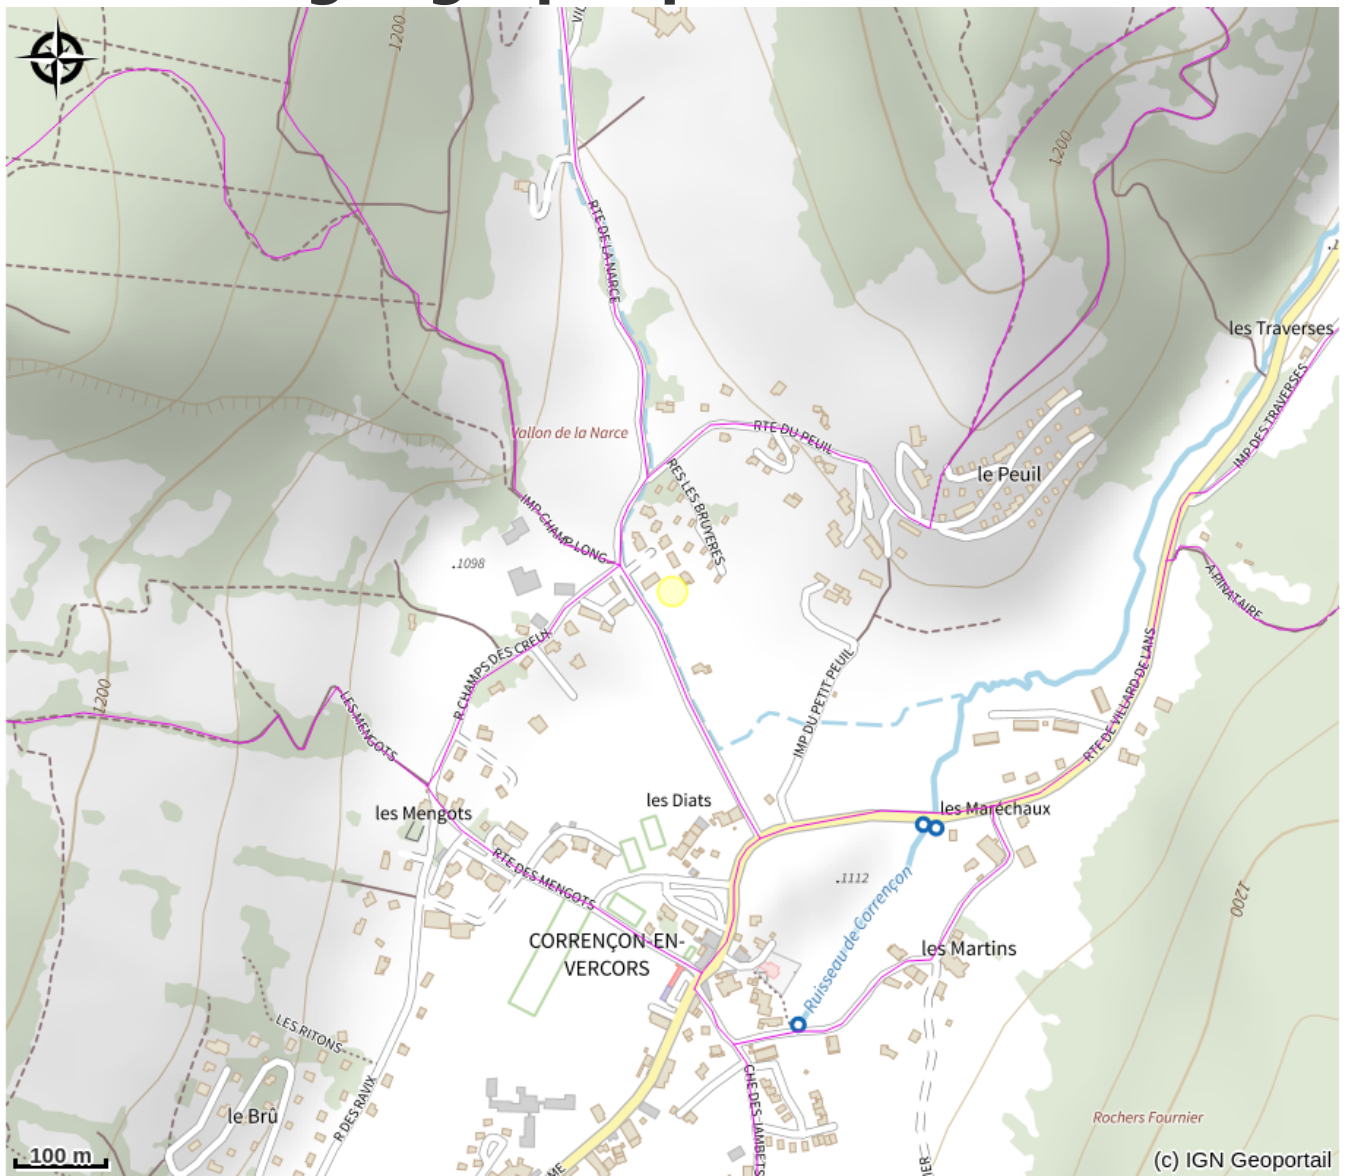 1200
RTE DE LA NARCE
1200
les Traverses
IMP DES TRAVERSES
Vallon de la Narce
RTE DU PEUIL
RES LES BRUYERES
le Peuil
IMP CHAMP LONG
.1098
A PINATAIRE
R CHAMPS DES CREUX
1200
LES MENGOTS
IMP DU PETIT PEUIL
RTE DE VILLARD DE LANS
les Diats
les Mengots
les Maréchaux
RTE DES MENGOTS
.1112
1200
Ruisseau de Corrençon
CORRENÇON-EN-
VERCORS
les Martins
LES RITONS
le Brû
R DES RAVIX
CHE DES JAMBETS
Rochers Fournier
100 m
(c) IGN Geoportail